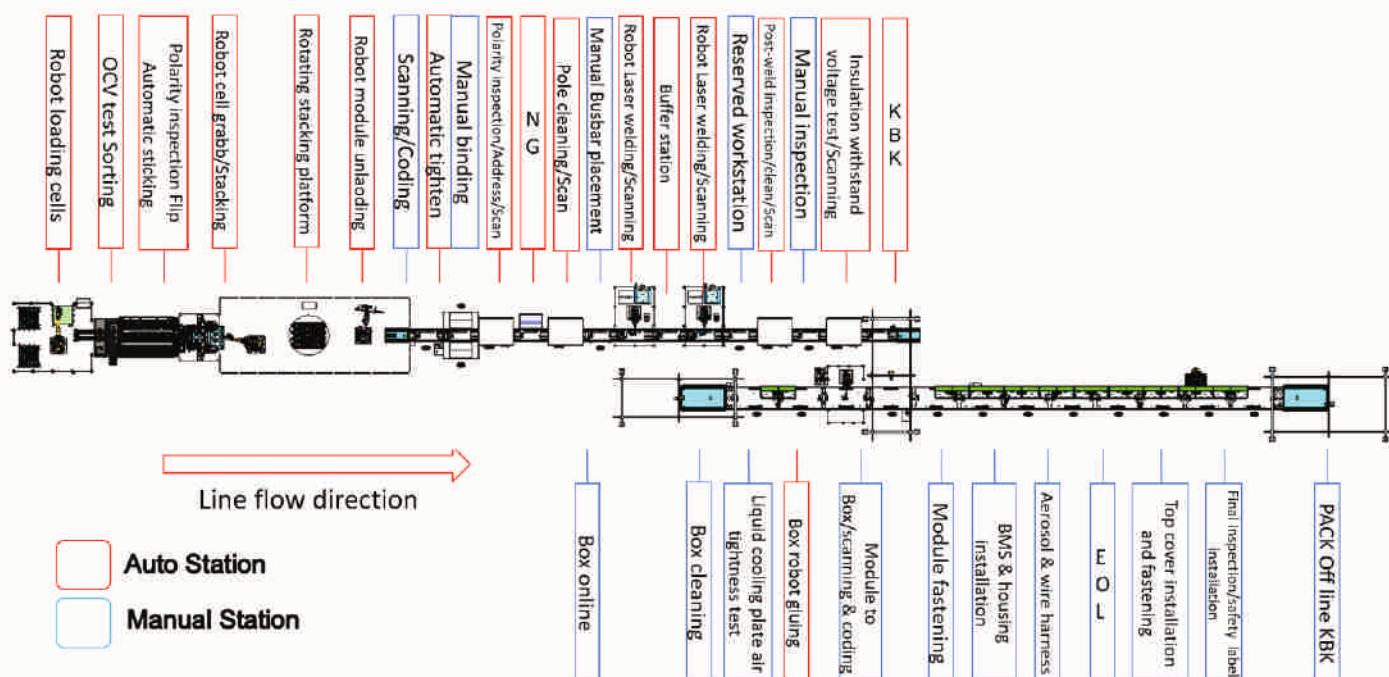 Robot loading cells
OCV test Sorting
Polarity inspection Flip
Automatic sticking
Robot cell grabb/Stacking
Rotating stacking platform
Robot module unlaoding
Scanning/Coding
Automatic tighten
Manual binding
Polarity inspection/Address/Scan
NG
Pole cleaning/Scan
Manual Busbar placement
Robot Laser welding/Scanning
Buffer station
Robot Laser welding/Scanning
Reserved workstation
Post-weld inspection/clean/Scan
Manual inspection
Insulation withstand
voltage test/Scanning
KBK
Line flow direction
Auto Station
Manual Station
Box online
Box cleaning
Liquid cooling plate air
tightness test
Box robot gluing
Module to
Box/scanning & coding
Module fastening
BMS & housing
installation
Aerosol & wire harness
EOL
Top cover installation
and fastening
Final inspection/safety label
installation
PACK Off line KBK